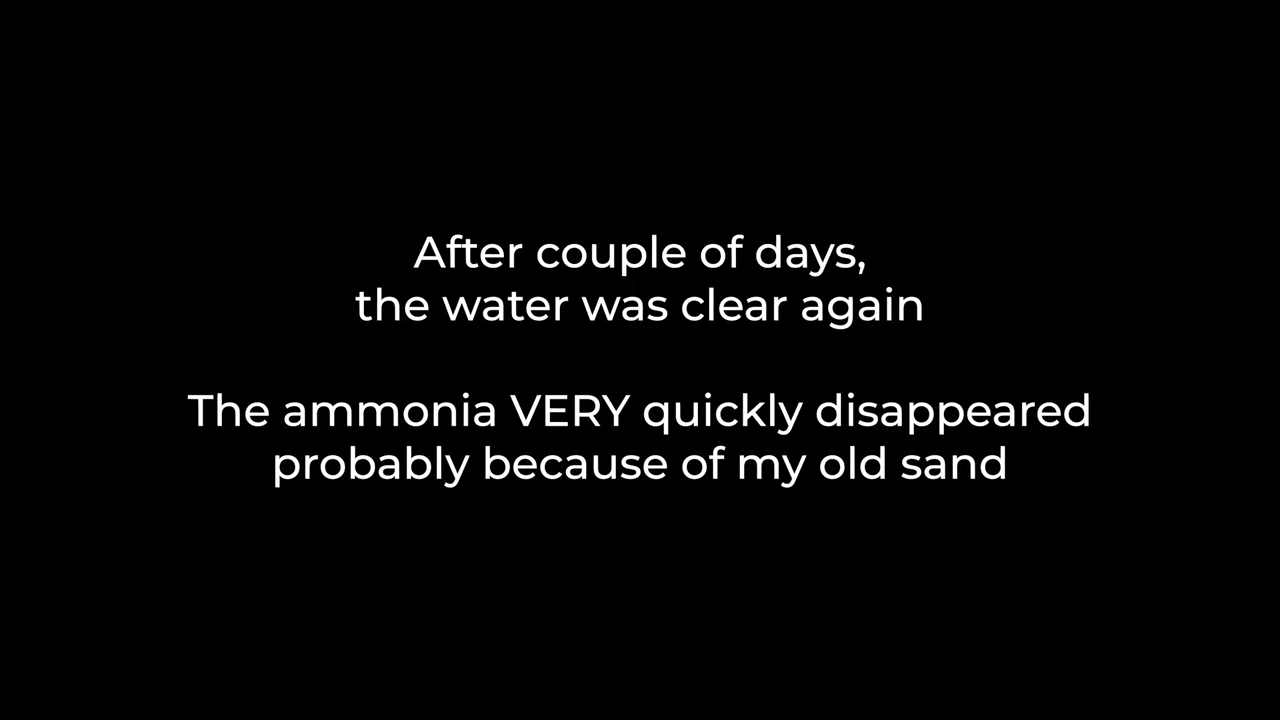 After couple of days,
the water was clear again
The ammonia VERY quickly disappeared
probably because of my old sand